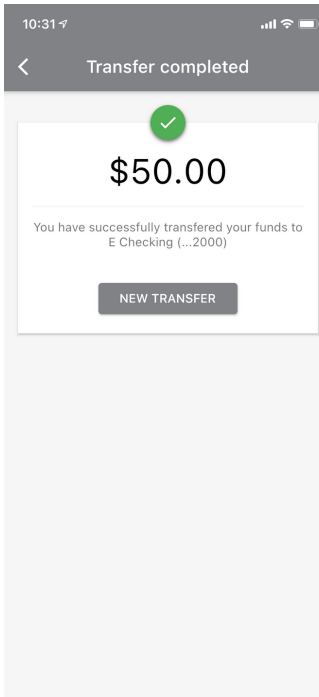 10:31
Transfer completed
$50.00
You have successfully transfered your funds to
E Checking (...2000)
NEW TRANSFER